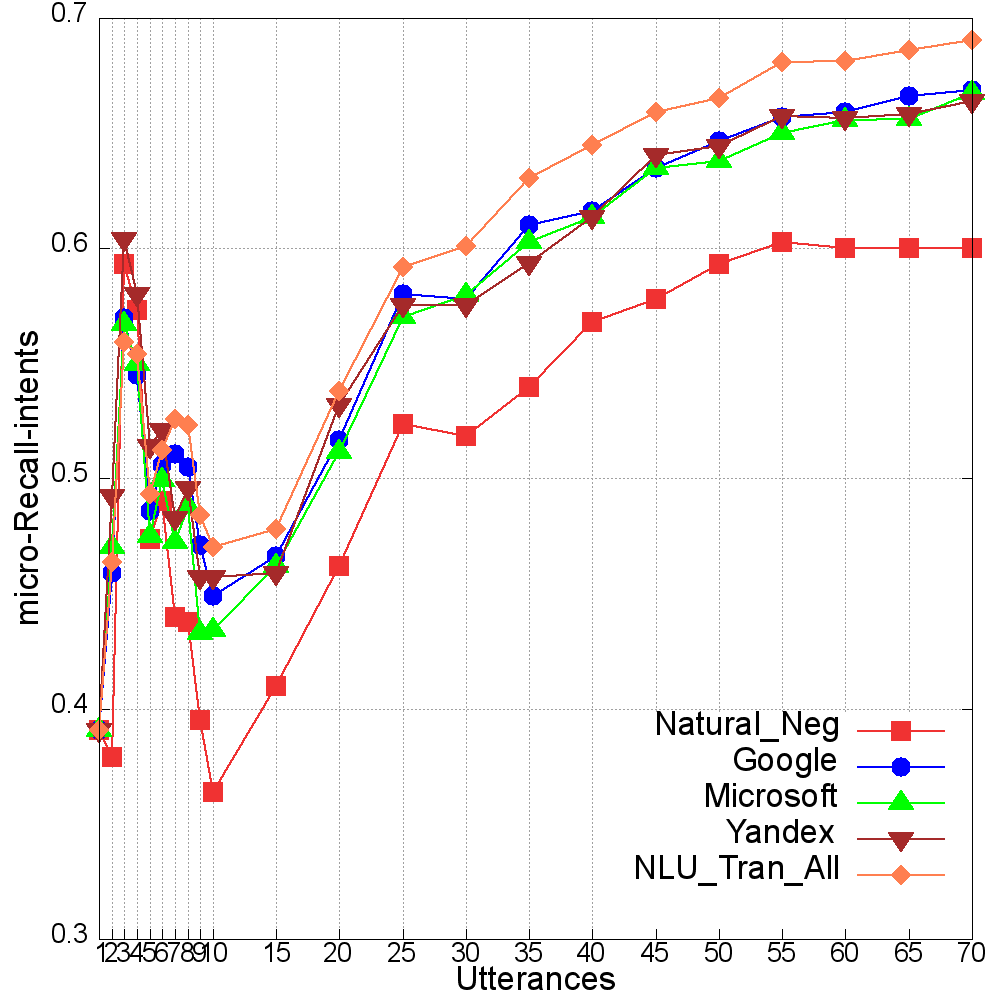 0.7
0.6
0.5
0.4
0.3
micro-Recall-intents
Natural_Neg
Google
Microsoft
Yandex
NLU_Tran_All
1 2 3 4 5 6 7 8 9 10 15 20 25 30 35 40 45 50 55 60 65 70
Utterances